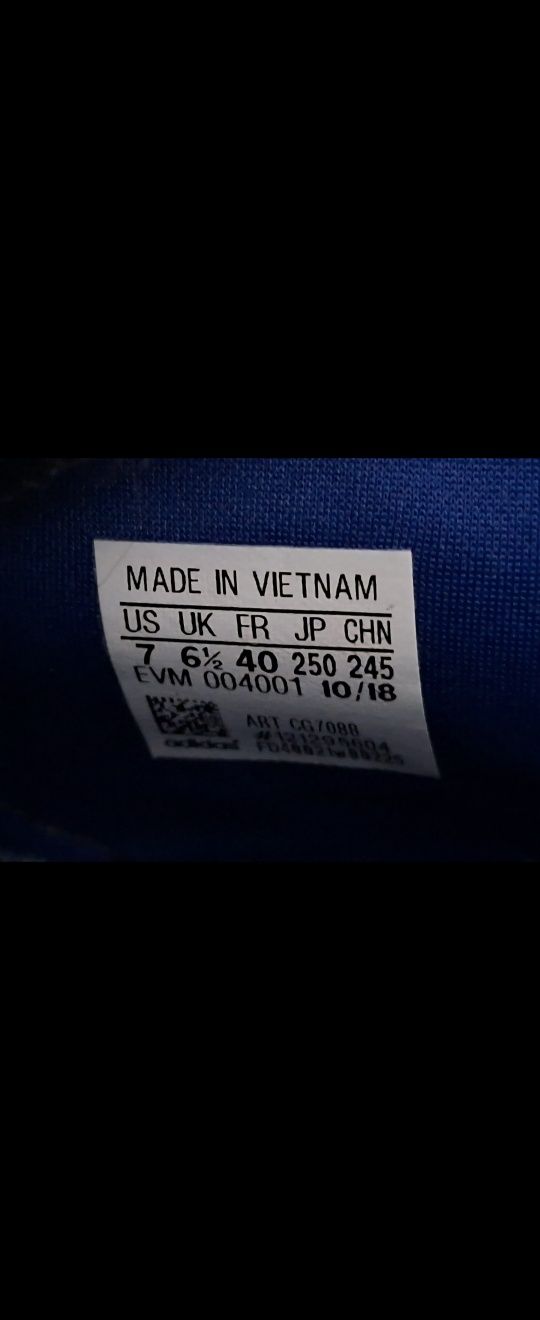 MADE IN VIETNAM
US UK FR JP CHN
7 6½ 40 250 245
EVM 004001 10/18
ART CG7088
adidas